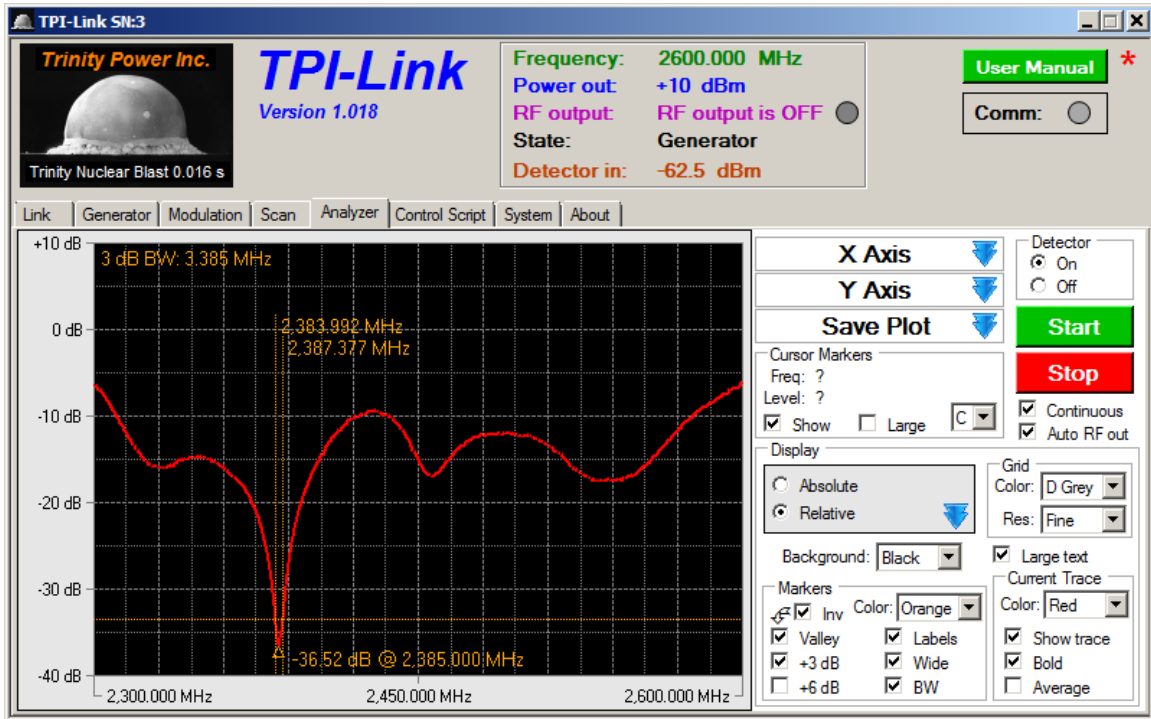 TPI-Link SN:3
Trinity Power Inc.
Trinity Nuclear Blast 0.016 s
TPI-Link
Version 1.018
Frequency: 2600.000 MHz
Power out: +10 dBm
RF output: RF output is OFF
State: Generator
Detector in: -62.5 dBm
User Manual *
Comm:
Link Generator Modulation Scan Analyzer Control Script System About
+10 dB
0 dB
-10 dB
-20 dB
-30 dB
-40 dB
3 dB BW: 3.385 MHz
2,383.992 MHz
2,387.377 MHz
-36.52 dB @ 2,385.000 MHz
2,300.000 MHz 2,450.000 MHz 2,600.000 MHz
X Axis
Y Axis
Save Plot
Detector
On
Off
Start
Stop
Continuous
Auto RF out
Cursor Markers
Freq: ?
Level: ?
Show Large C
Display
Absolute
Relative
Grid
Color: D Grey
Res: Fine
Background: Black
Large text
Markers
Inv Color: Orange
Valley Labels
+3 dB Wide
+6 dB BW
Current Trace
Color: Red
Show trace
Bold
Average